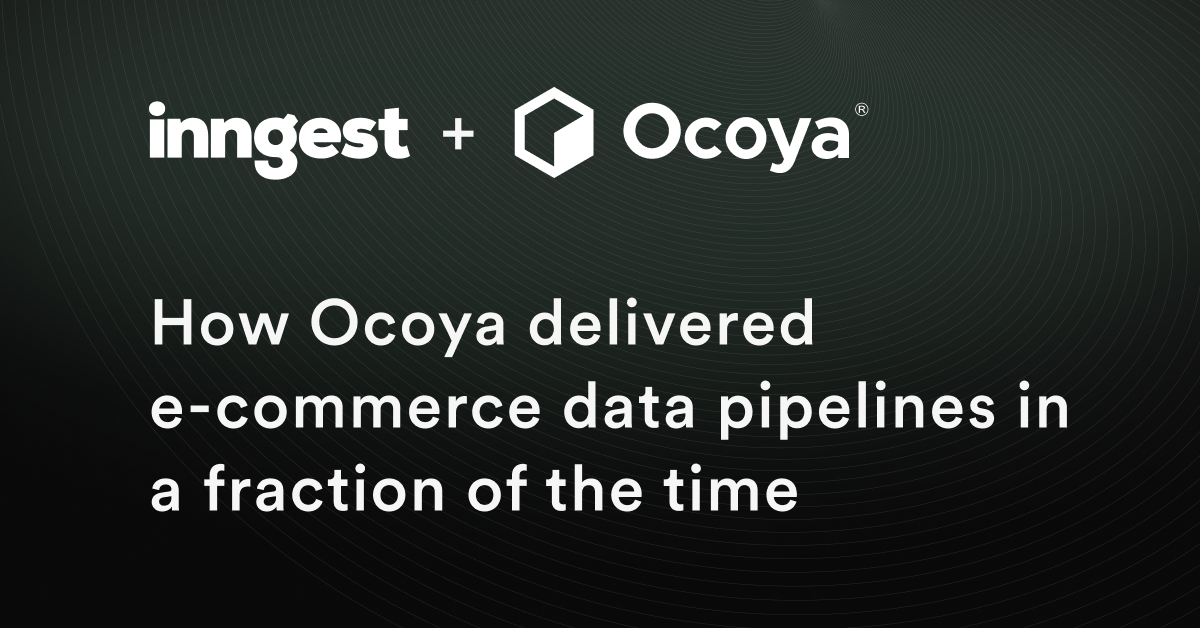 inngest + Ocoya®
How Ocoya delivered
e-commerce data pipelines in
a fraction of the time